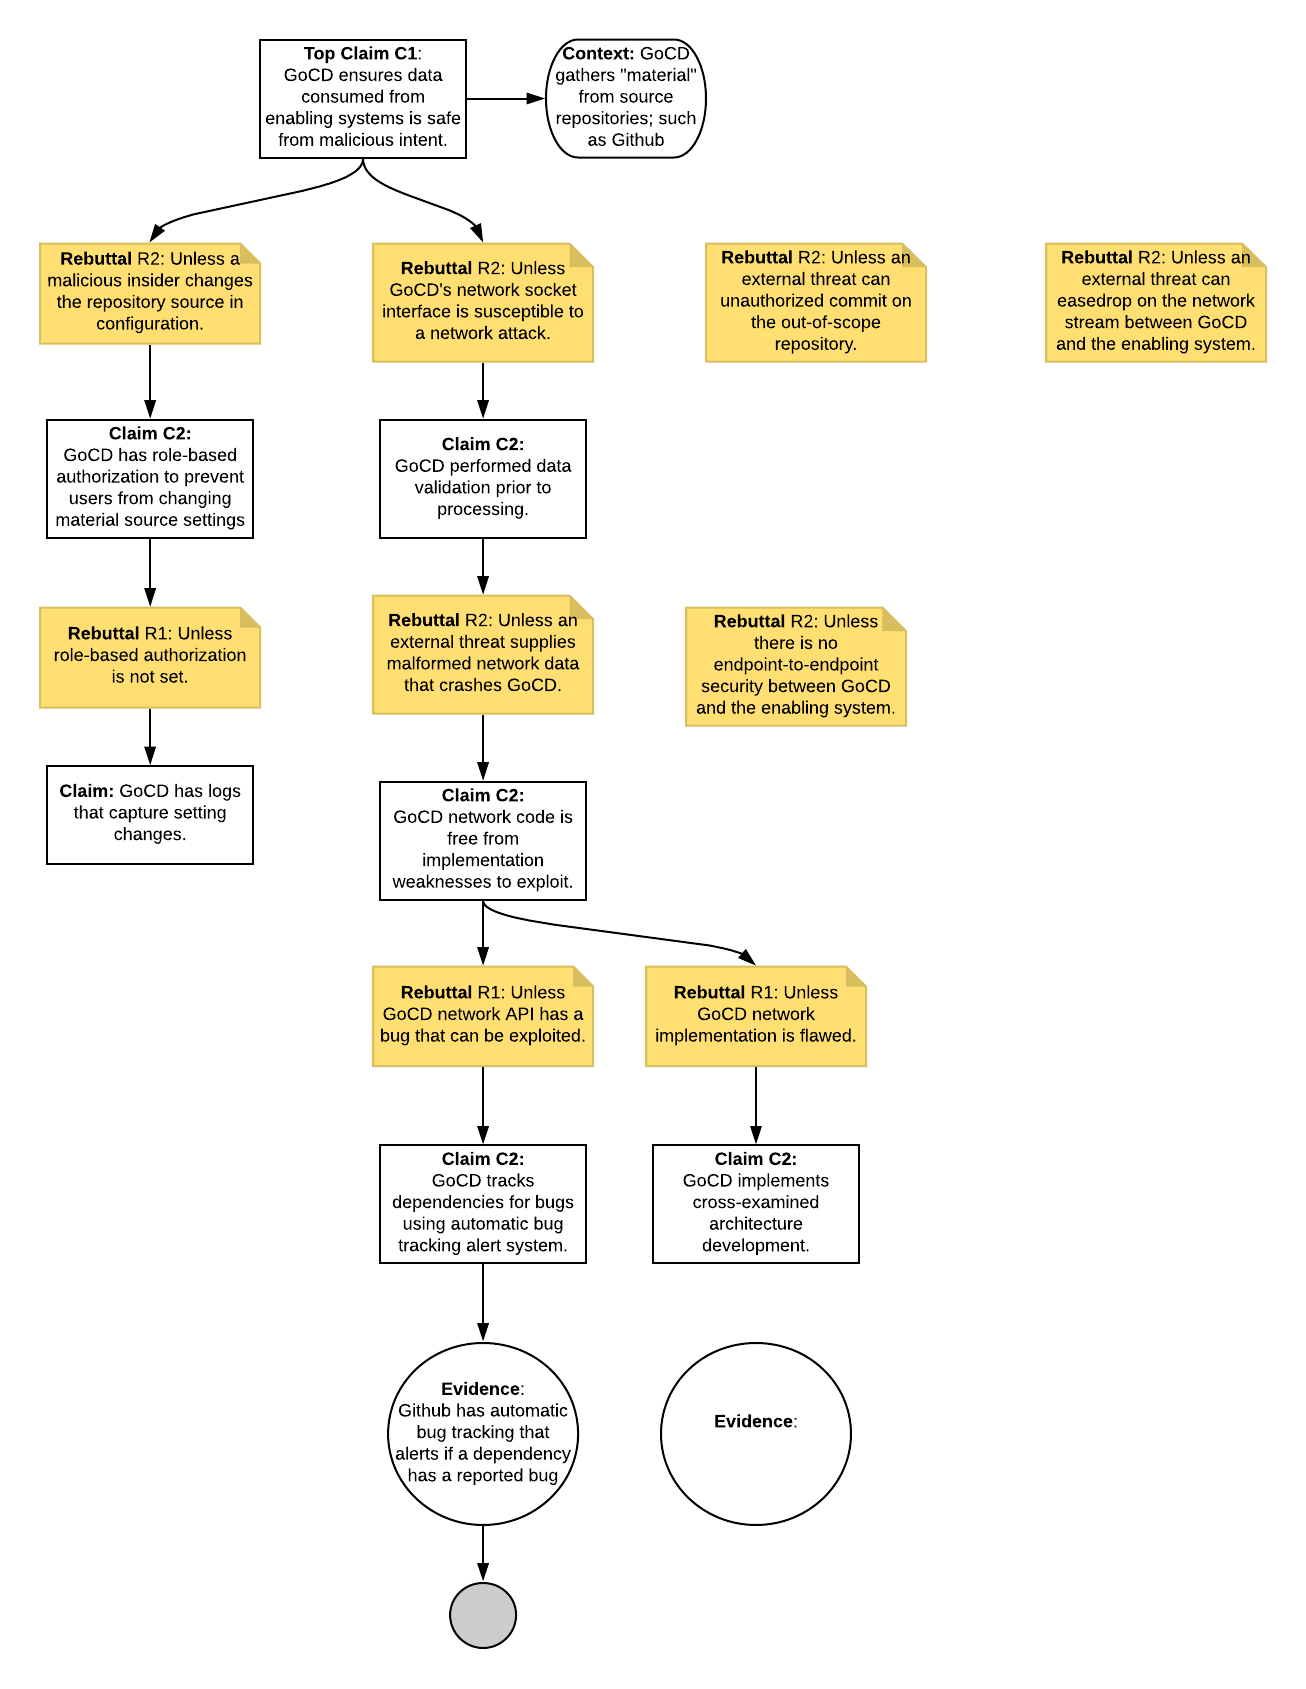 Top Claim C1:
GoCD ensures data
consumed from
enabling systems is safe
from malicious intent.
Context: GoCD
gathers "material"
from source
repositories; such
as Github
Rebuttal R2: Unless a
malicious insider changes
the repository source in
configuration.
Rebuttal R2: Unless
GoCD's network socket
interface is susceptible to
a network attack.
Rebuttal R2: Unless an
external threat can
unauthorized commit on
the out-of-scope
repository.
Rebuttal R2: Unless an
external threat can
easedrop on the network
stream between GoCD
and the enabling system.
Claim C2:
GoCD has role-based
authorization to prevent
users from changing
material source settings
Claim C2:
GoCD performed data
validation prior to
processing.
Rebuttal R1: Unless
role-based authorization
is not set.
Rebuttal R2: Unless an
external threat supplies
malformed network data
that crashes GoCD.
Rebuttal R2: Unless
there is no
endpoint-to-endpoint
security between GoCD
and the enabling system.
Claim: GoCD has logs
that capture setting
changes.
Claim C2:
GoCD network code is
free from
implementation
weaknesses to exploit.
Rebuttal R1: Unless
GoCD network API has a
bug that can be exploited.
Rebuttal R1: Unless
GoCD network
implementation is flawed.
Claim C2:
GoCD tracks
dependencies for bugs
using automatic bug
tracking alert system.
Claim C2:
GoCD implements
cross-examined
architecture
development.
Evidence:
Github has automatic
bug tracking that
alerts if a dependency
has a reported bug
Evidence: